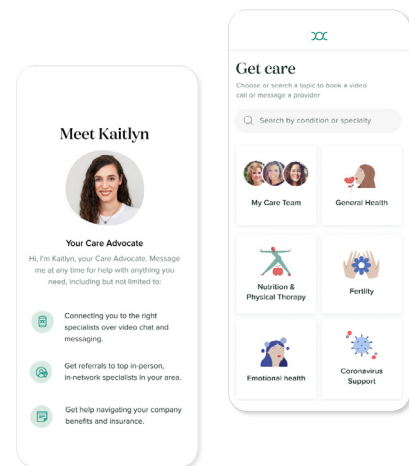 Meet Kaitlyn
Your Care Advocate
Hi, I'm Kaitlyn, your Care Advocate. Message
me at any time for help with anything you
need, including but not limited to:
Connecting you to the right
specialists over video chat and
messaging.
Get referrals to top in-person,
in-network specialists in your area.
Get help navigating your company
benefits and insurance.
Get care
Choose or search a topic to book a video
call or message a provider
Search by condition or specialty
My Care Team
General Health
Nutrition &
Physical Therapy
Fertility
Emotional health
Coronavirus
Support